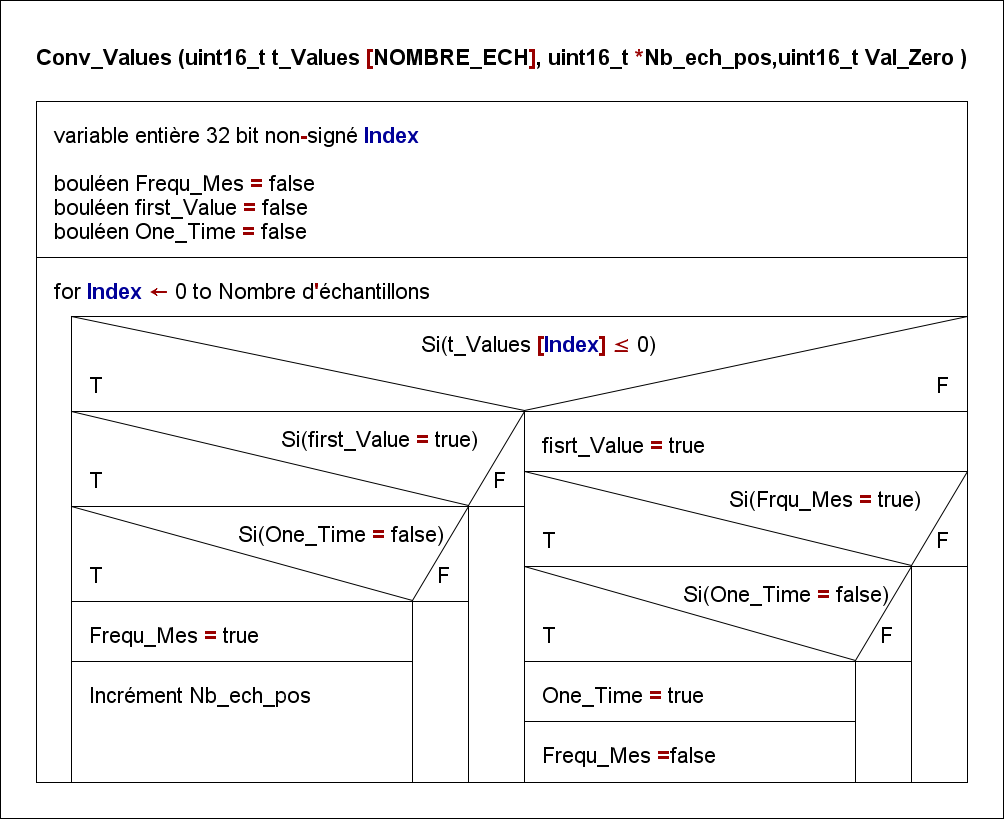 Conv_Values (uint16_t t_Values [NOMBRE_ECH], uint16_t *Nb_ech_pos,uint16_t Val_Zero )
variable entière 32 bit non-signé Index
bouléen Frequ_Mes = false
bouléen first_Value = false
bouléen One_Time = false
for Index ← 0 to Nombre d'échantillons
Si(t_Values [Index] ≤ 0)
T
F
Si(first_Value = true)
T
F
Si(One_Time = false)
T
F
Frequ_Mes = true
Incrément Nb_ech_pos
fisrt_Value = true
Si(Frqu_Mes = true)
T
F
Si(One_Time = false)
T
F
One_Time = true
Frequ_Mes =false